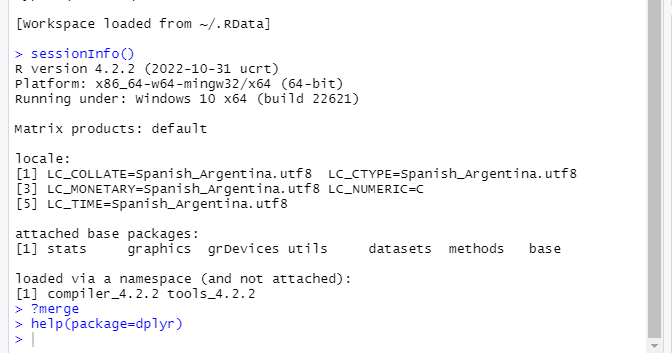 [Workspace loaded from ~/.RData]
> sessionInfo()
R version 4.2.2 (2022-10-31 ucrt)
Platform: x86_64-w64-mingw32/x64 (64-bit)
Running under: Windows 10 x64 (build 22621)
Matrix products: default
locale:
[1] LC_COLLATE=Spanish_Argentina.utf8  LC_CTYPE=Spanish_Argentina.utf8
[3] LC_MONETARY=Spanish_Argentina.utf8 LC_NUMERIC=C
[5] LC_TIME=Spanish_Argentina.utf8
attached base packages:
[1] stats     graphics  grDevices utils     datasets  methods   base
loaded via a namespace (and not attached):
[1] compiler_4.2.2 tools_4.2.2
> ?merge
> help(package=dplyr)
>